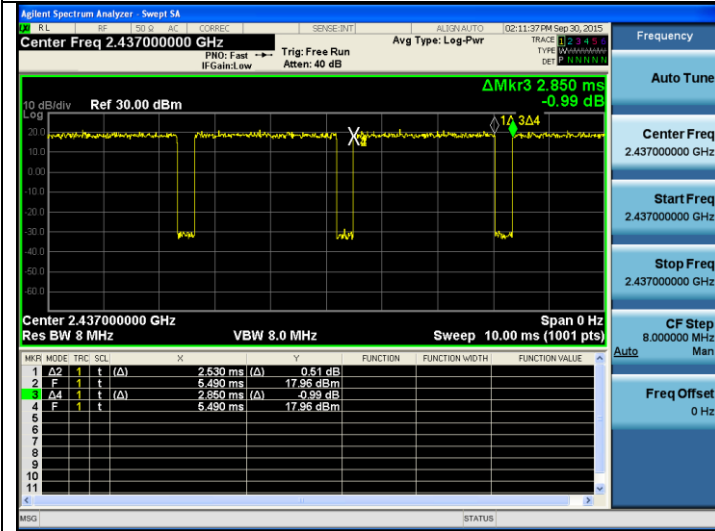 Agilent Spectrum Analyzer - Swept SA
RL RF 50 Ω AC CORREC SENSE:INT ALIGN AUTO 02:11:37 PM Sep 30, 2015
Center Freq 2.437000000 GHz
PNO: Fast
IFGain:Low
Trig: Free Run
Atten: 40 dB
Avg Type: Log-Pwr
TRACE 1 2 3 4 5 6
TYPE W
DET P N N N N N
ΔMkr3 2.850 ms
-0.99 dB
10 dB/div Ref 30.00 dBm
Log
20.0
10.0
0.00
-10.0
-20.0
-30.0
-40.0
-50.0
-60.0
1Δ 3Δ4
X
Center 2.437000000 GHz Span 0 Hz
Res BW 8 MHz VBW 8.0 MHz Sweep 10.00 ms (1001 pts)
MKR MODE TRC SCL X Y FUNCTION FUNCTION WIDTH FUNCTION VALUE
1 Δ2 1 t (Δ) 2.530 ms (Δ) 0.51 dB
2 F 1 t 5.490 ms 17.96 dBm
3 Δ4 1 t (Δ) 2.850 ms (Δ) -0.99 dB
4 F 1 t 5.490 ms 17.96 dBm
5
6
7
8
9
10
11
MSG STATUS
Frequency
Auto Tune
Center Freq
2.437000000 GHz
Start Freq
2.437000000 GHz
Stop Freq
2.437000000 GHz
CF Step
8.000000 MHz
Auto Man
Freq Offset
0 Hz